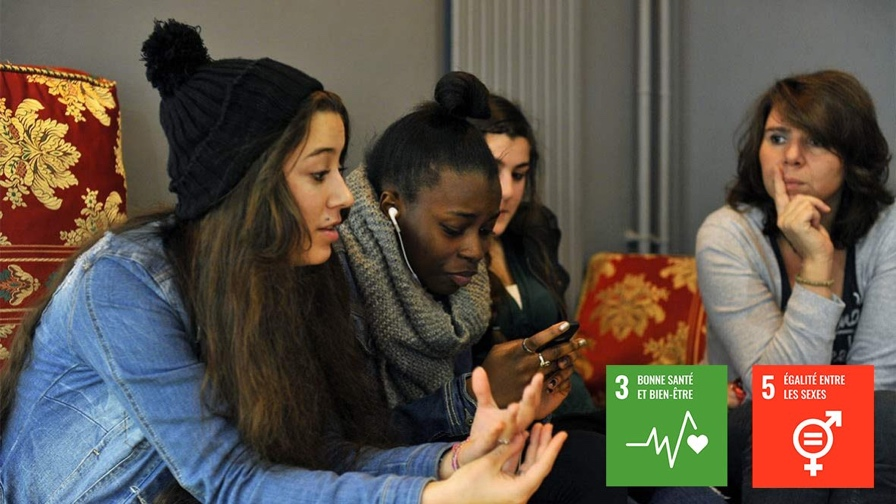 3 BONNE SANTÉ
ET BIEN-ÊTRE
5 ÉGALITÉ ENTRE
LES SEXES